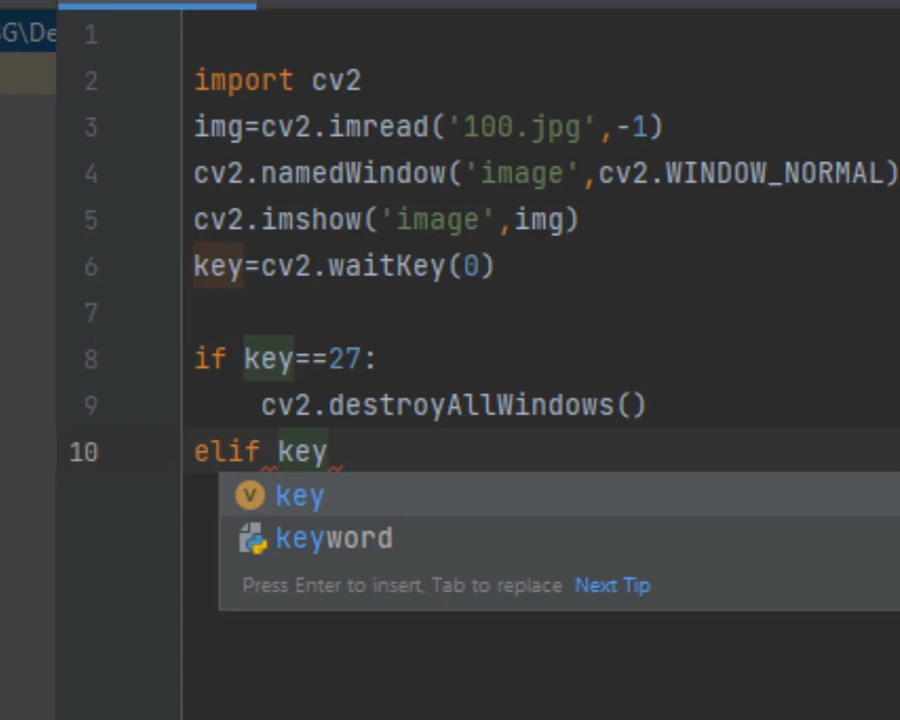 G\De
1
2 import cv2
3 img=cv2.imread('100.jpg',-1)
4 cv2.namedWindow('image',cv2.WINDOW_NORMAL)
5 cv2.imshow('image',img)
6 key=cv2.waitKey(0)
7
8 if key==27:
9     cv2.destroyAllWindows()
10 elif key
V key
keyword
Press Enter to insert, Tab to replace Next Tip